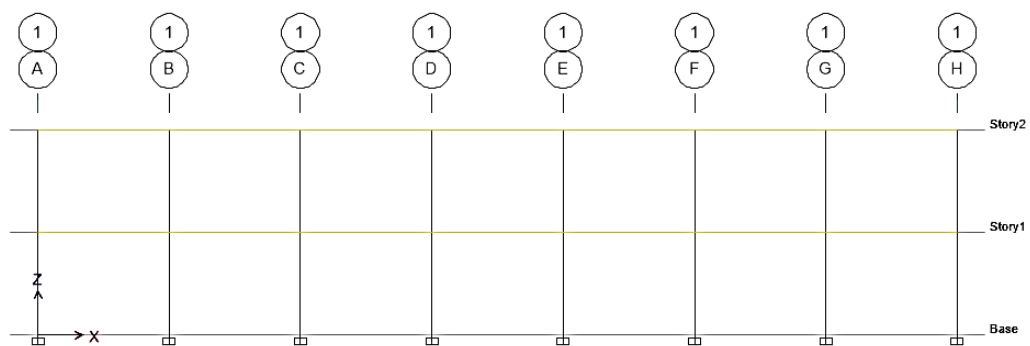 1 1 1 1 1 1 1 1
A B C D E F G H
Story2
Story1
Z
X
Base